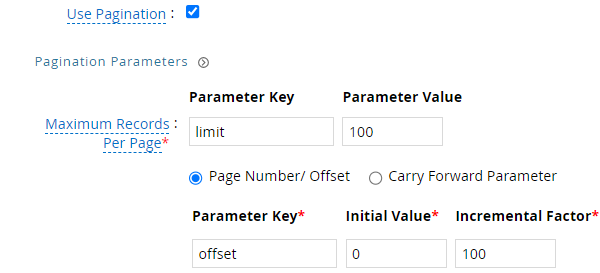 Use Pagination :
Pagination Parameters
Parameter Key Parameter Value
Maximum Records :
Per Page*
limit 100
Page Number/ Offset Carry Forward Parameter
Parameter Key* Initial Value* Incremental Factor*
offset 0 100